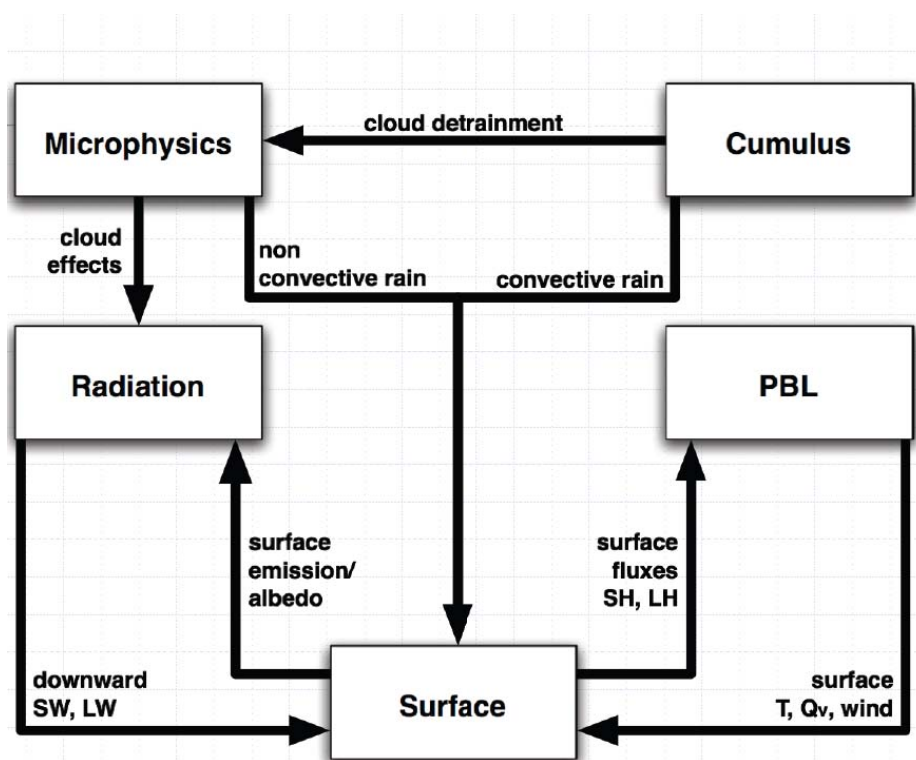 Microphysics
cloud detrainment
Cumulus
cloud
effects
non
convective rain
convective rain
Radiation
PBL
surface
emission/
albedo
surface
fluxes
SH, LH
downward
SW, LW
Surface
surface
T, Qv, wind